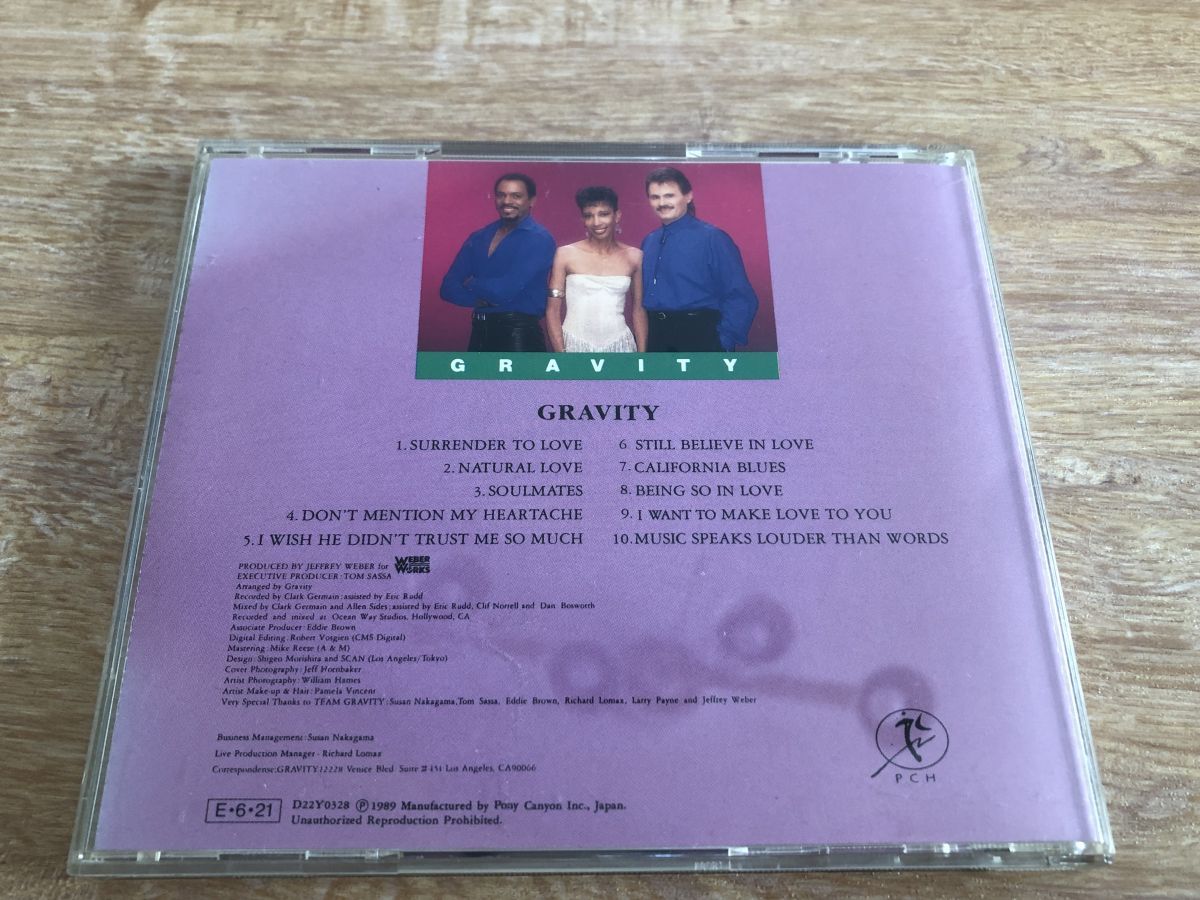 GRAVITY
GRAVITY
1. SURRENDER TO LOVE
2. NATURAL LOVE
3. SOULMATES
4. DON'T MENTION MY HEARTACHE
5. I WISH HE DIDN'T TRUST ME SO MUCH
6 STILL BELIEVE IN LOVE
7. CALIFORNIA BLUES
8. BEING SO IN LOVE
9. I WANT TO MAKE LOVE TO YOU
10. MUSIC SPEAKS LOUDER THAN WORDS
PRODUCED BY JEFFREY WEBER for WEBER WORKS
EXECUTIVE PRODUCER: TOM SASSA
Arranged by Gravity
Recorded by Clark Germain: assisted by Eric Rudd
Mixed by Clark Germain and Allen Sides: assisted by Eric Rudd, Clif Norrell and Dan Bosworth
Recorded and mixed at Ocean Way Studios, Hollywood, CA
Associate Producer: Eddie Brown
Digital Editing: Robert Vosgien (CMS Digital)
Mastering: Mike Reese (A & M)
Design: Shigeo Morishira and SCAN (Los Angeles/Tokyo)
Cover Photography: Jeff Hornbaker
Artist Phorography: William Hames
Artist Make-up & Hair: Pamela Vincent
Very Special Thanks to TEAM GRAVITY: Susan Nakagama, Tom Sassa, Eddie Brown, Richard Lomax, Larry Payne and Jeffrey Weber
Business Management: Susan Nakagama
Live Production Manager - Richard Lomax
Correspondense: GRAVITY 12228 Venice Blvd. Suite # Los Angeles, CA90066
PCH
E•6•21
D22Y0328 Ⓟ 1989 Manufactured by Pony Canyon Inc., Japan.
Unauthorized Reproduction Prohibited.